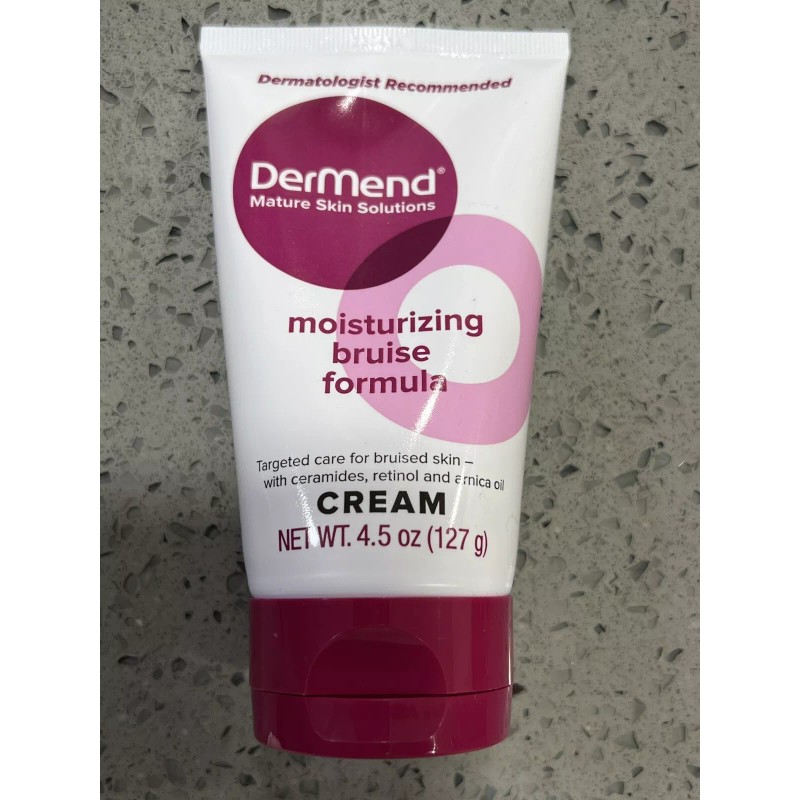 Dermatologist Recommended
DerMend®
Mature Skin Solutions
moisturizing
bruise
formula
Targeted care for bruised skin –
with ceramides, retinol and arnica oil
CREAM
NET WT. 4.5 oz (127 g)